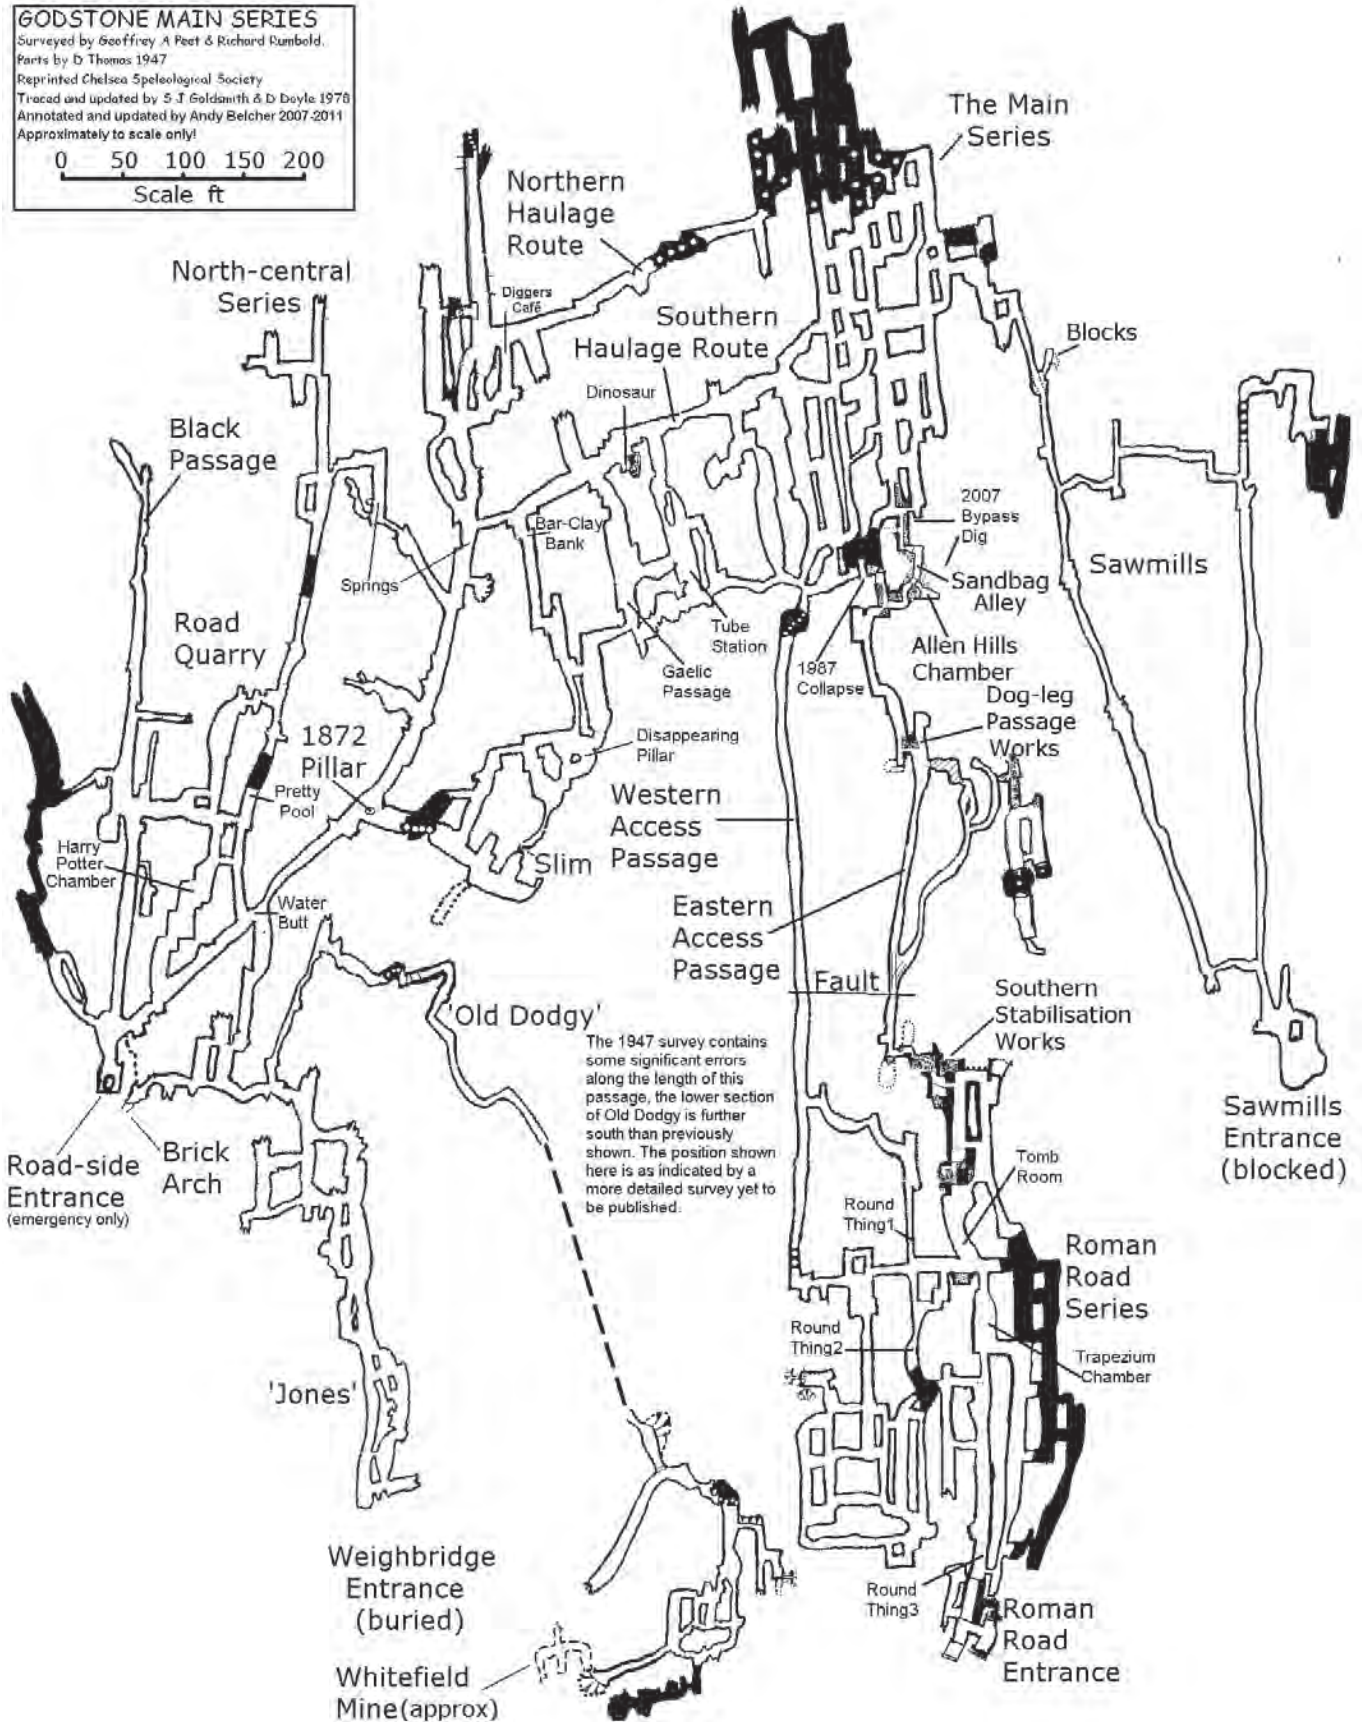 GODSTONE MAIN SERIES
Surveyed by Geoffrey A Peet & Richard Rumbold.
Parts by D Thomas 1947
Reprinted Chelsea Speleological Society
Traced and updated by S J Goldsmith & D Doyle 1978
Annotated and updated by Andy Belcher 2007-2011
Approximately to scale only!
0 50 100 150 200
Scale ft
The Main
Series
Northern
Haulage
Route
North-central
Series
Diggers
Café
Southern
Haulage Route
Blocks
Dinosaur
Black
Passage
2007
Bypass
Dig
Bar-Clay
Bank
Springs
Sawmills
Sandbag
Alley
Road
Quarry
Tube
Station
Allen Hills
Chamber
Gaelic
Passage
1987
Collapse
Dog-leg
Passage
Works
1872
Pillar
Disappearing
Pillar
Pretty
Pool
Western
Access
Passage
Harry
Potter
Chamber
Slim
Water
Butt
Eastern
Access
Passage
Fault
Southern
Stabilisation
Works
'Old Dodgy'
The 1947 survey contains
some significant errors
along the length of this
passage, the lower section
of Old Dodgy is further
south than previously
shown. The position shown
here is as indicated by a
more detailed survey yet to
be published.
Sawmills
Entrance
(blocked)
Road-side
Entrance
(emergency only)
Brick
Arch
Tomb
Room
Round
Thing1
Roman
Road
Series
Round
Thing2
Trapezium
Chamber
'Jones'
Weighbridge
Entrance
(buried)
Round
Thing3
Roman
Road
Entrance
Whitefield
Mine(approx)